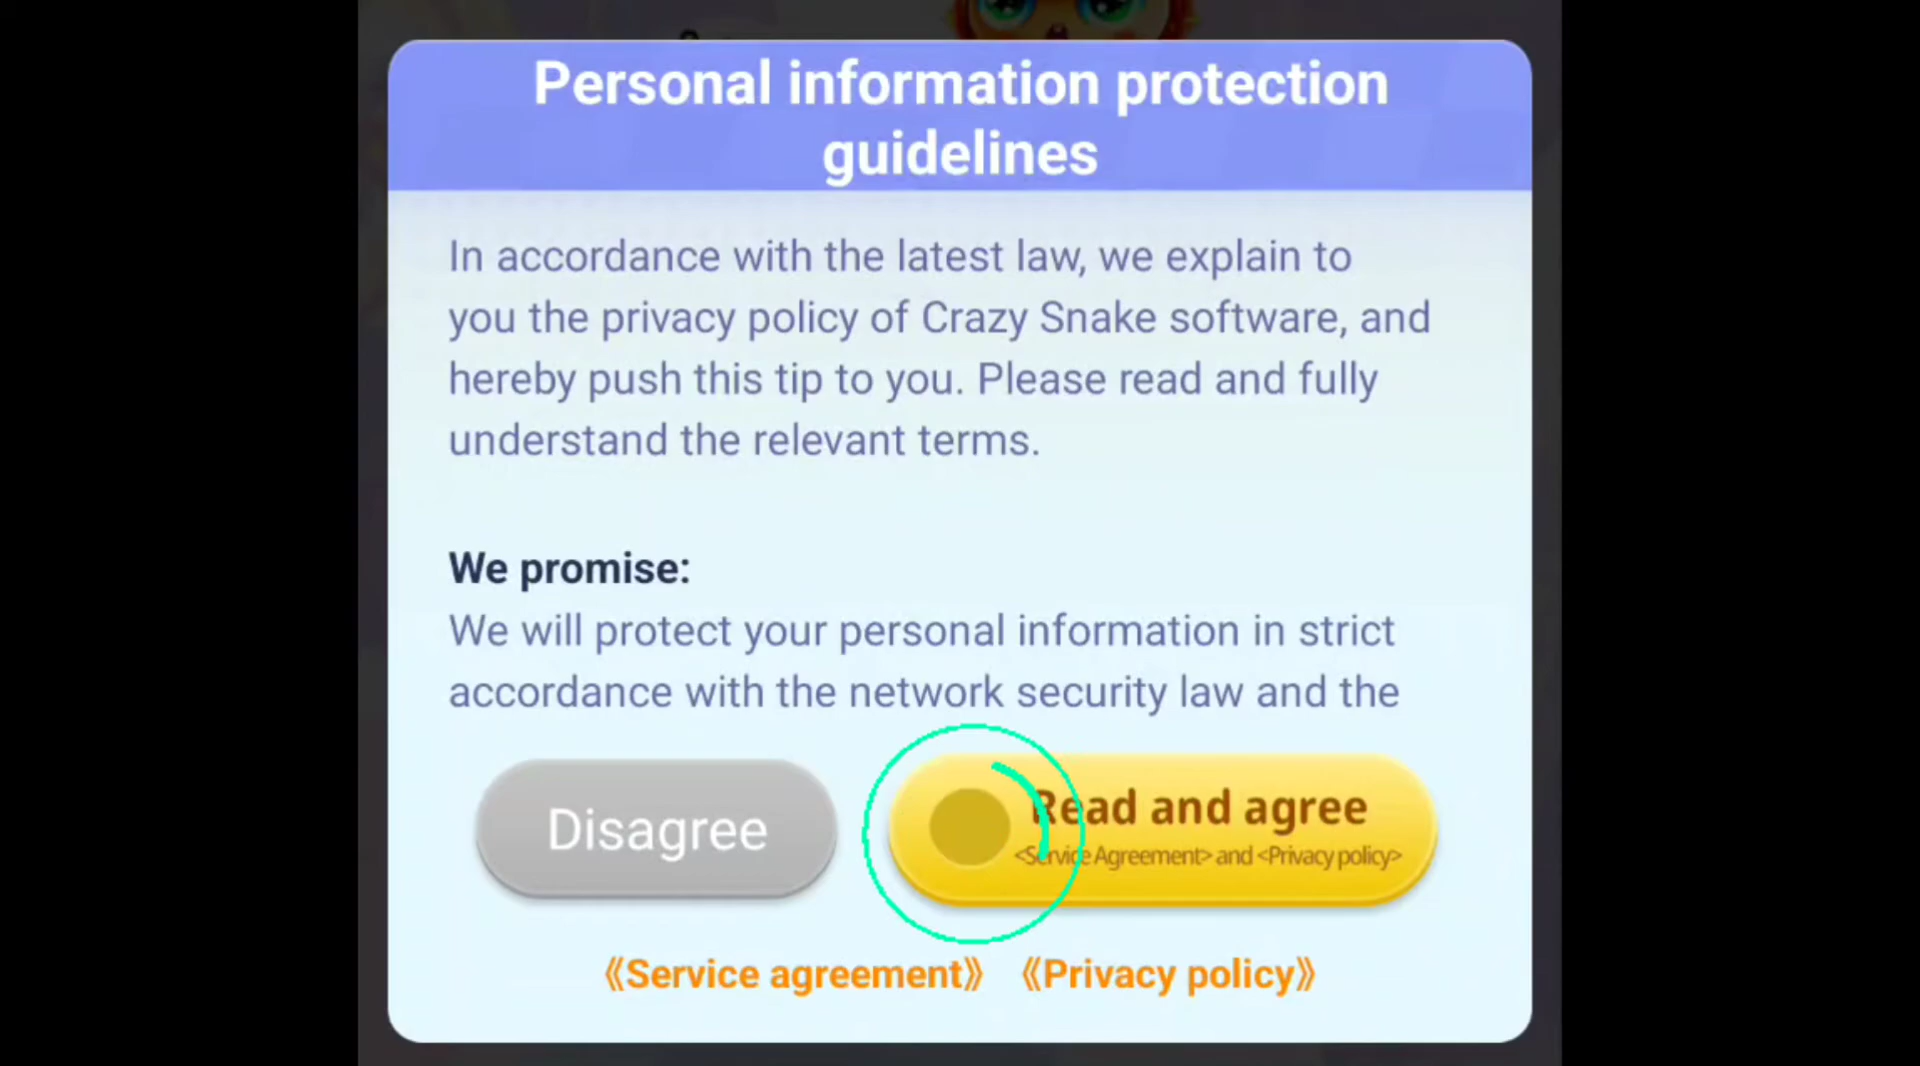 Personal information protection
guidelines
In accordance with the latest law, we explain to
you the privacy policy of Crazy Snake software, and
hereby push this tip to you. Please read and fully
understand the relevant terms.
We promise:
We will protect your personal information in strict
accordance with the network security law and the
Disagree
Read and agree
<Service Agreement> and <Privacy policy>
《Service agreement》 《Privacy policy》